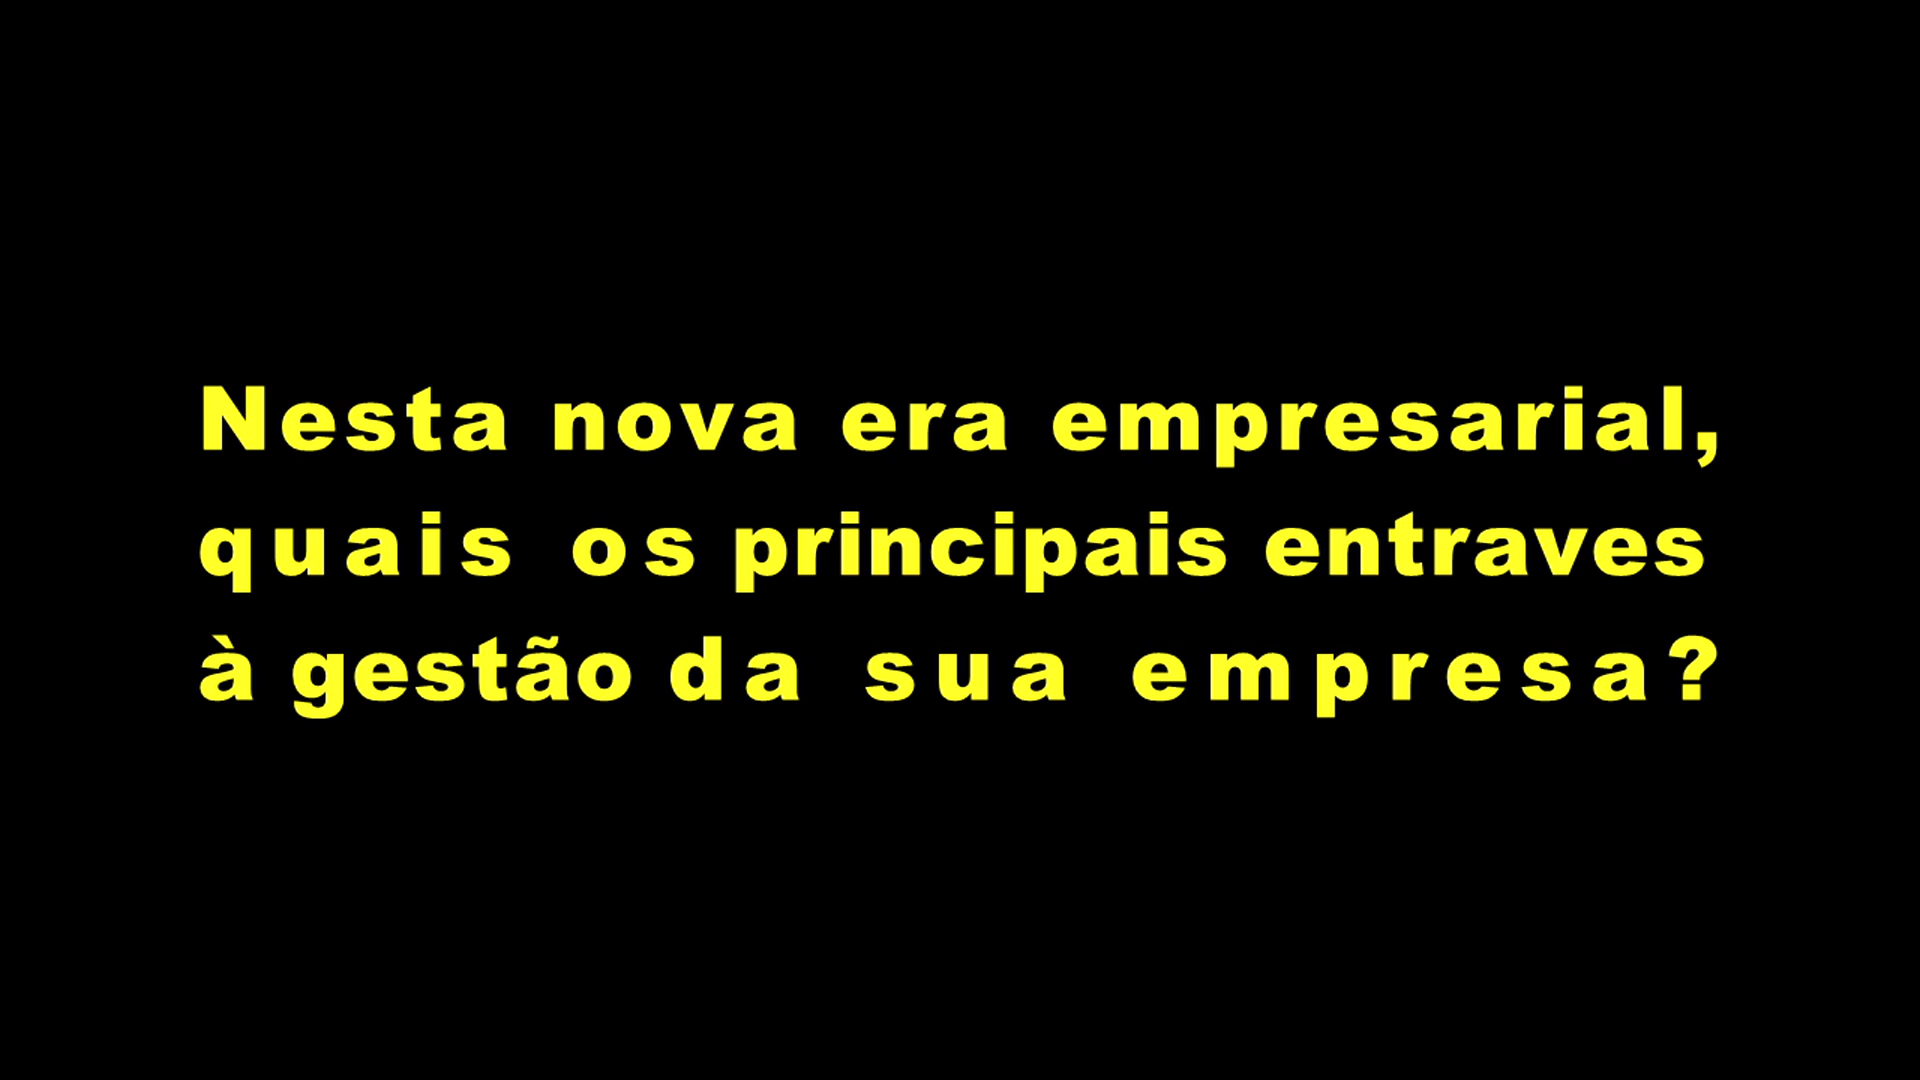 Nesta nova era empresarial,
quais os principais entraves
à gestão da sua empresa?